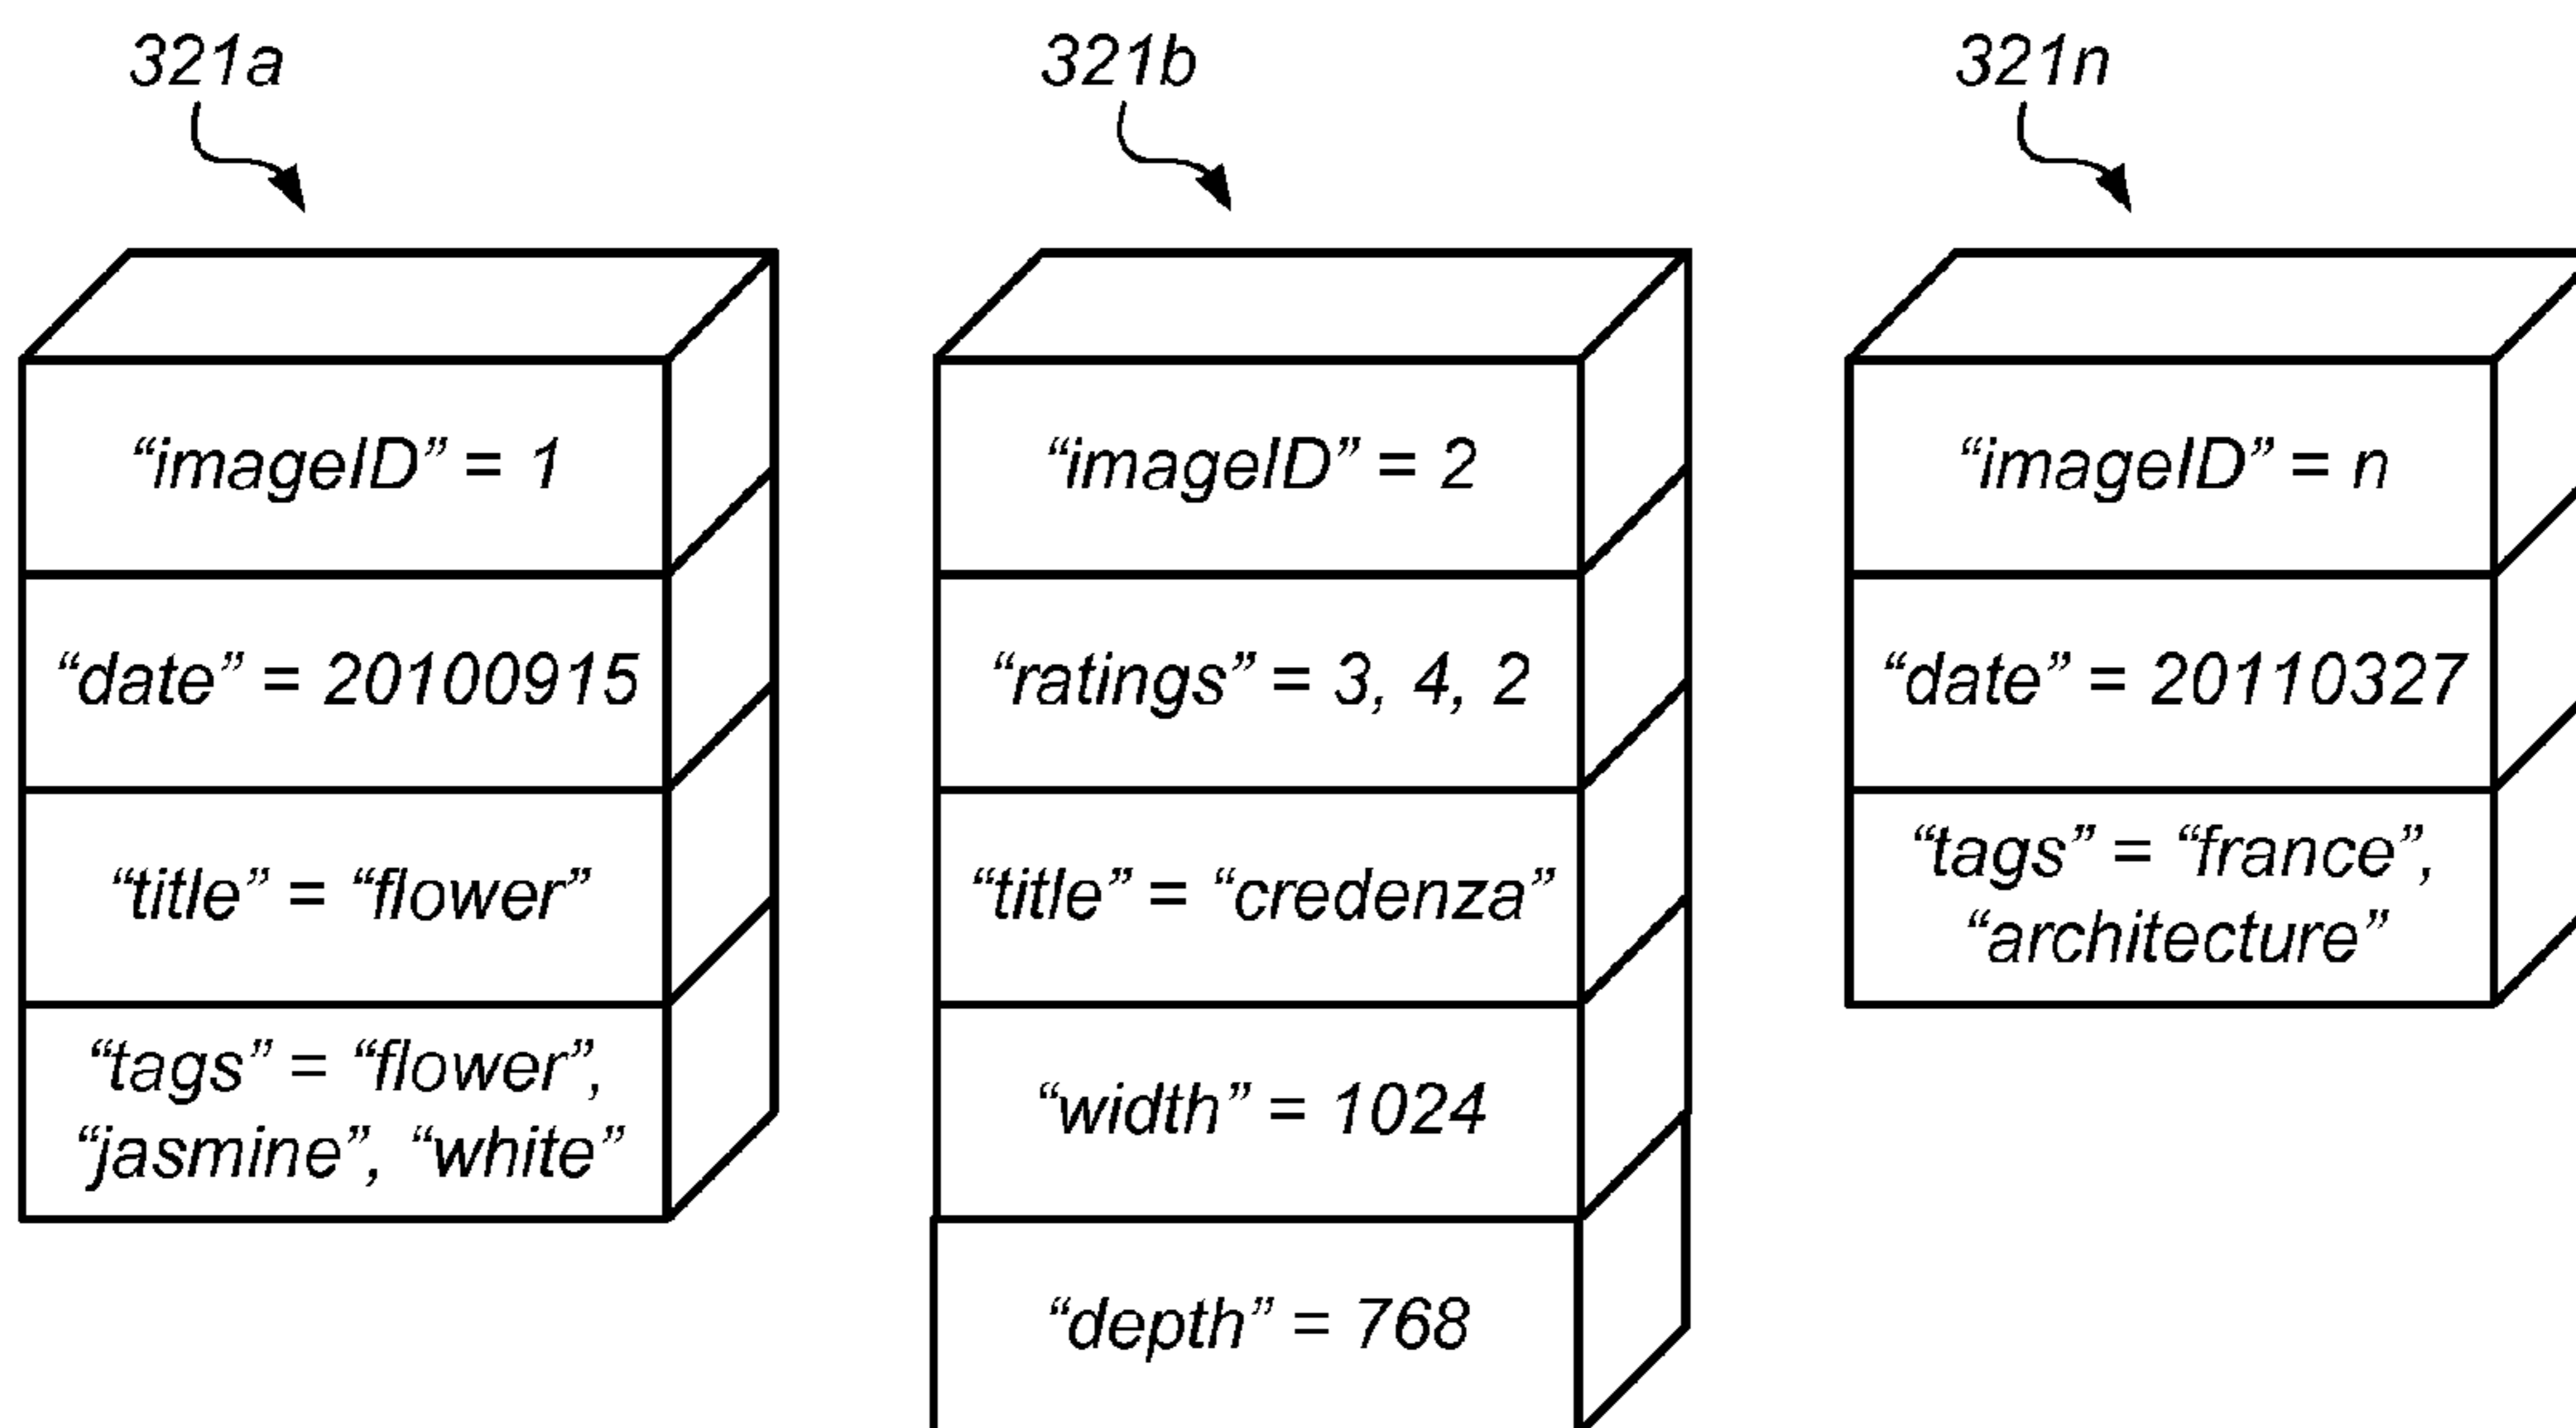 321a
321b
321n
“imageID” = 1
“date” = 20100915
“title” = “flower”
“tags” = “flower”,
“jasmine”, “white”
“imageID” = 2
“ratings” = 3, 4, 2
“title” = “credenza”
“width” = 1024
“depth” = 768
“imageID” = n
“date” = 20110327
“tags” = “france”,
“architecture”